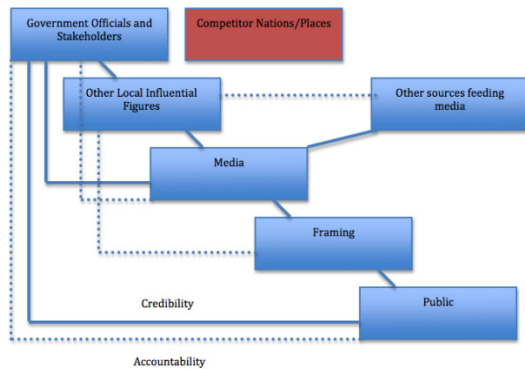 Government Officials and
Stakeholders
Competitor Nations/Places
Other Local Influential
Figures
Other sources feeding
media
Media
Framing
Public
Credibility
Accountability